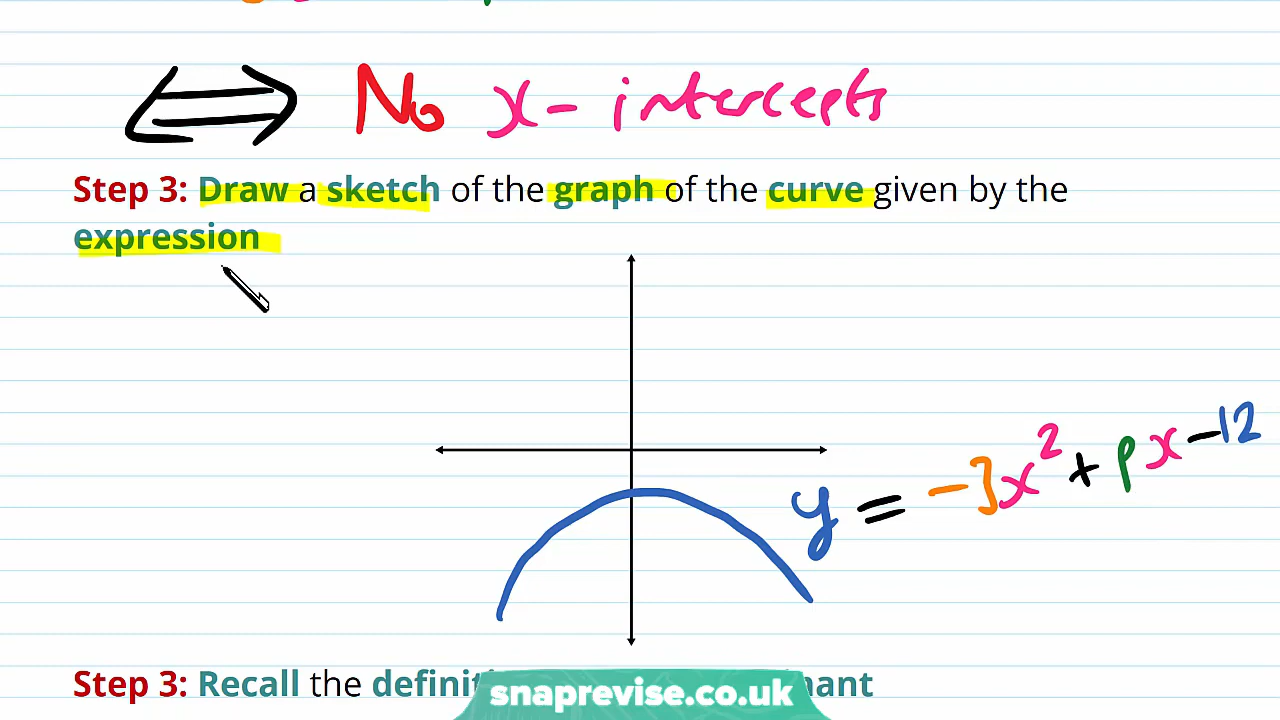 ⟺ No x-intercepts
Step 3: Draw a sketch of the graph of the curve given by the
expression
y = -3x² + px - 12
Step 3: Recall the
snaprevise.co.uk